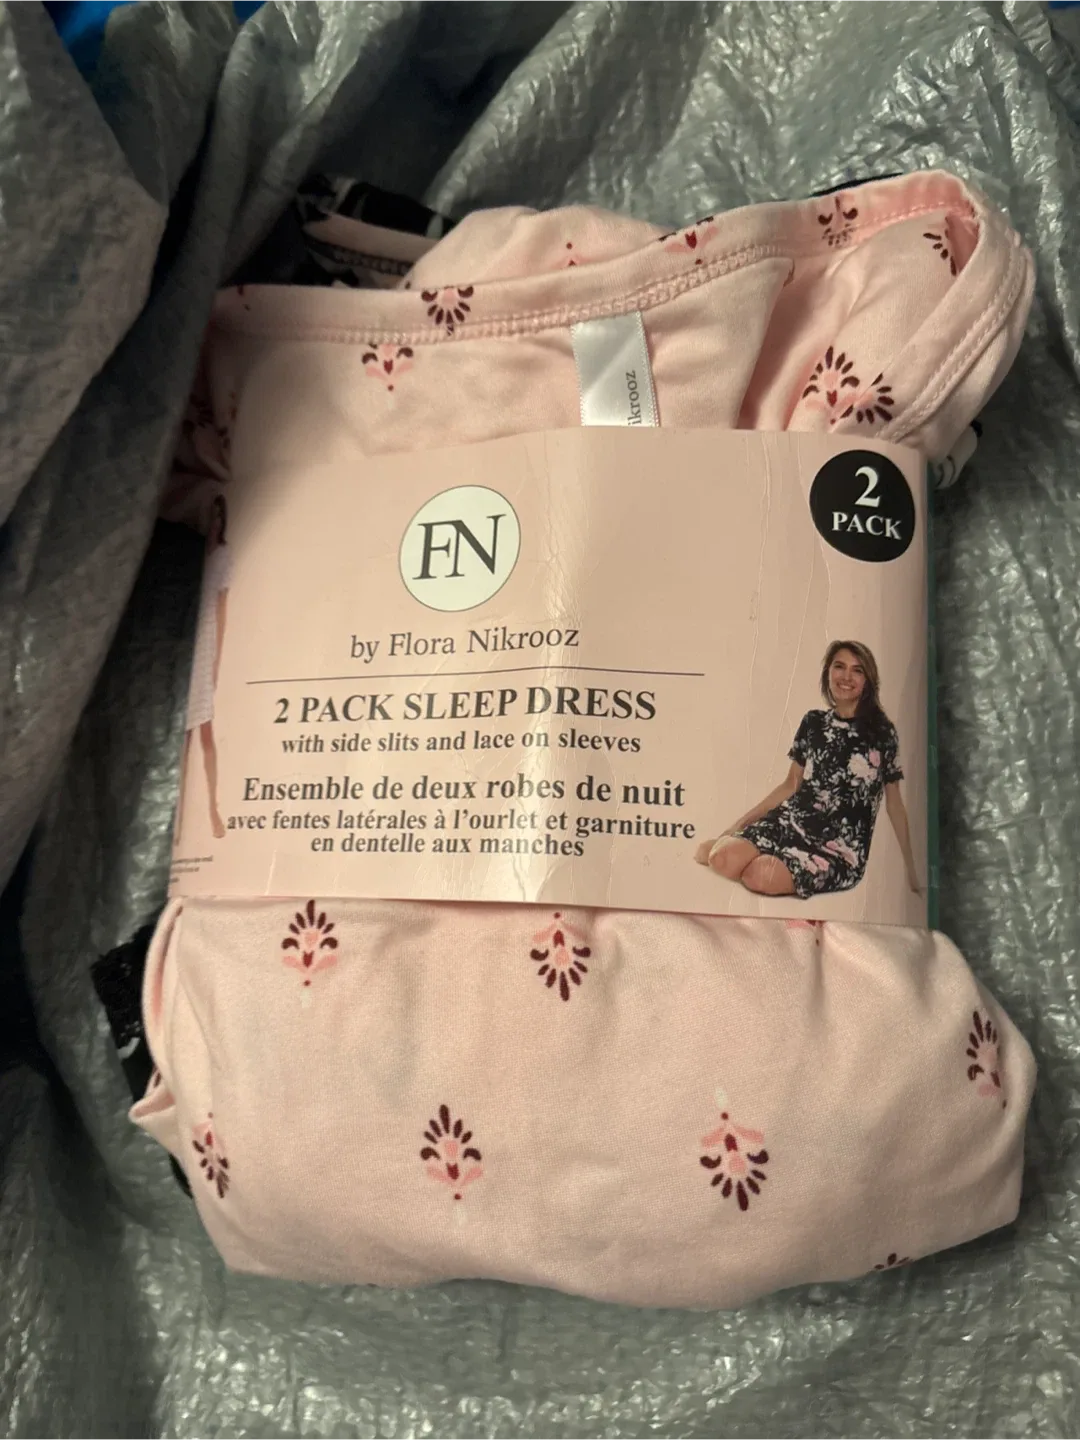 ikrooz
2
PACK
FN
by Flora Nikrooz
2 PACK SLEEP DRESS
with side slits and lace on sleeves
Ensemble de deux robes de nuit
avec fentes latérales à l'ourlet et garniture
en dentelle aux manches